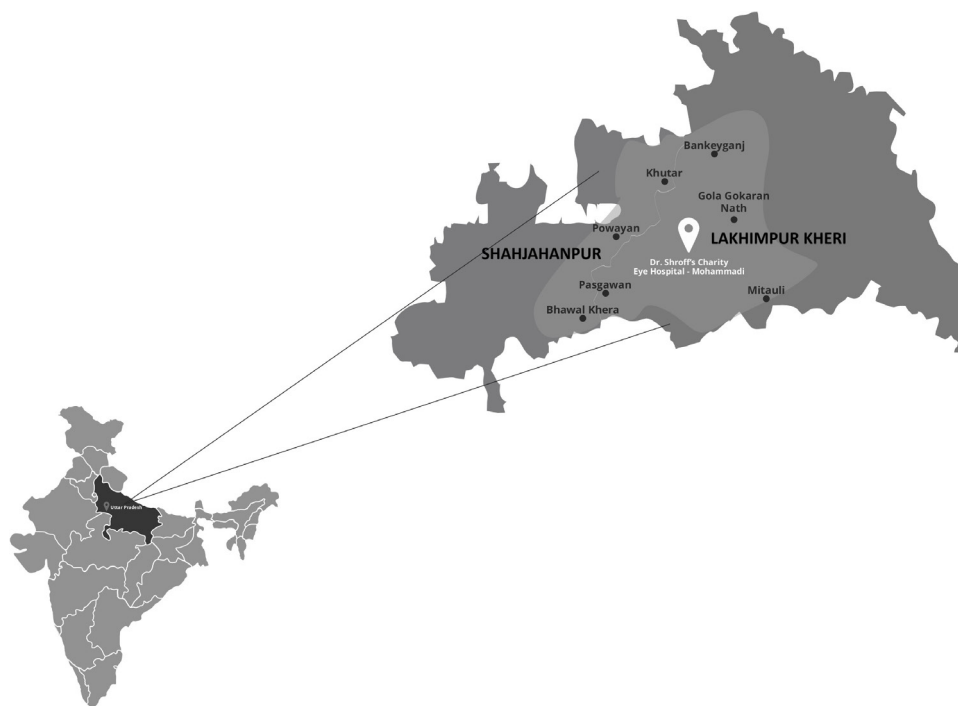 Bankeyganj
Khutar
Gola Gokaran
Nath
Powayan
SHAHJAHANPUR
LAKHIMPUR KHERI
Dr. Shroff's Charity
Eye Hospital - Mohammadi
Pasgawan
Mitauli
Bhawal Khera
Uttar Pradesh